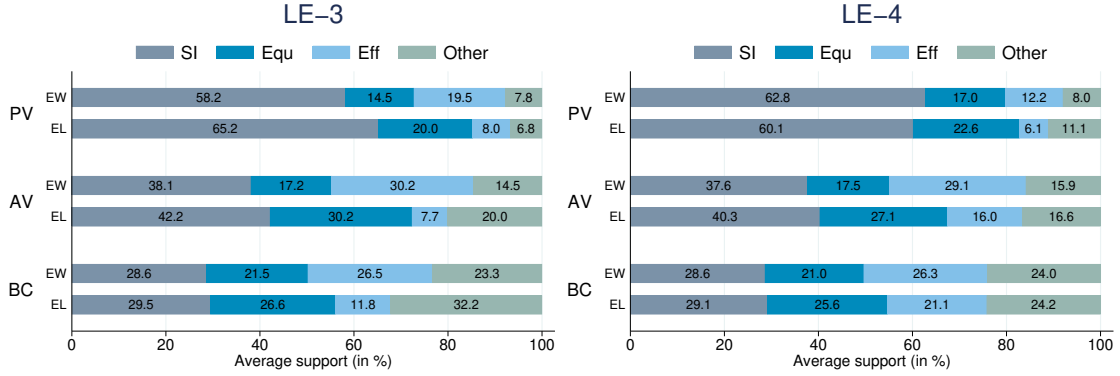 LE−3
SI Equ Eff Other
PV
EW 58.2 14.5 19.5 7.8
EL 65.2 20.0 8.0 6.8
AV
EW 38.1 17.2 30.2 14.5
EL 42.2 30.2 7.7 20.0
BC
EW 28.6 21.5 26.5 23.3
EL 29.5 26.6 11.8 32.2
0 20 40 60 80 100
Average support (in %)
LE−4
SI Equ Eff Other
PV
EW 62.8 17.0 12.2 8.0
EL 60.1 22.6 6.1 11.1
AV
EW 37.6 17.5 29.1 15.9
EL 40.3 27.1 16.0 16.6
BC
EW 28.6 21.0 26.3 24.0
EL 29.1 25.6 21.1 24.2
0 20 40 60 80 100
Average support (in %)